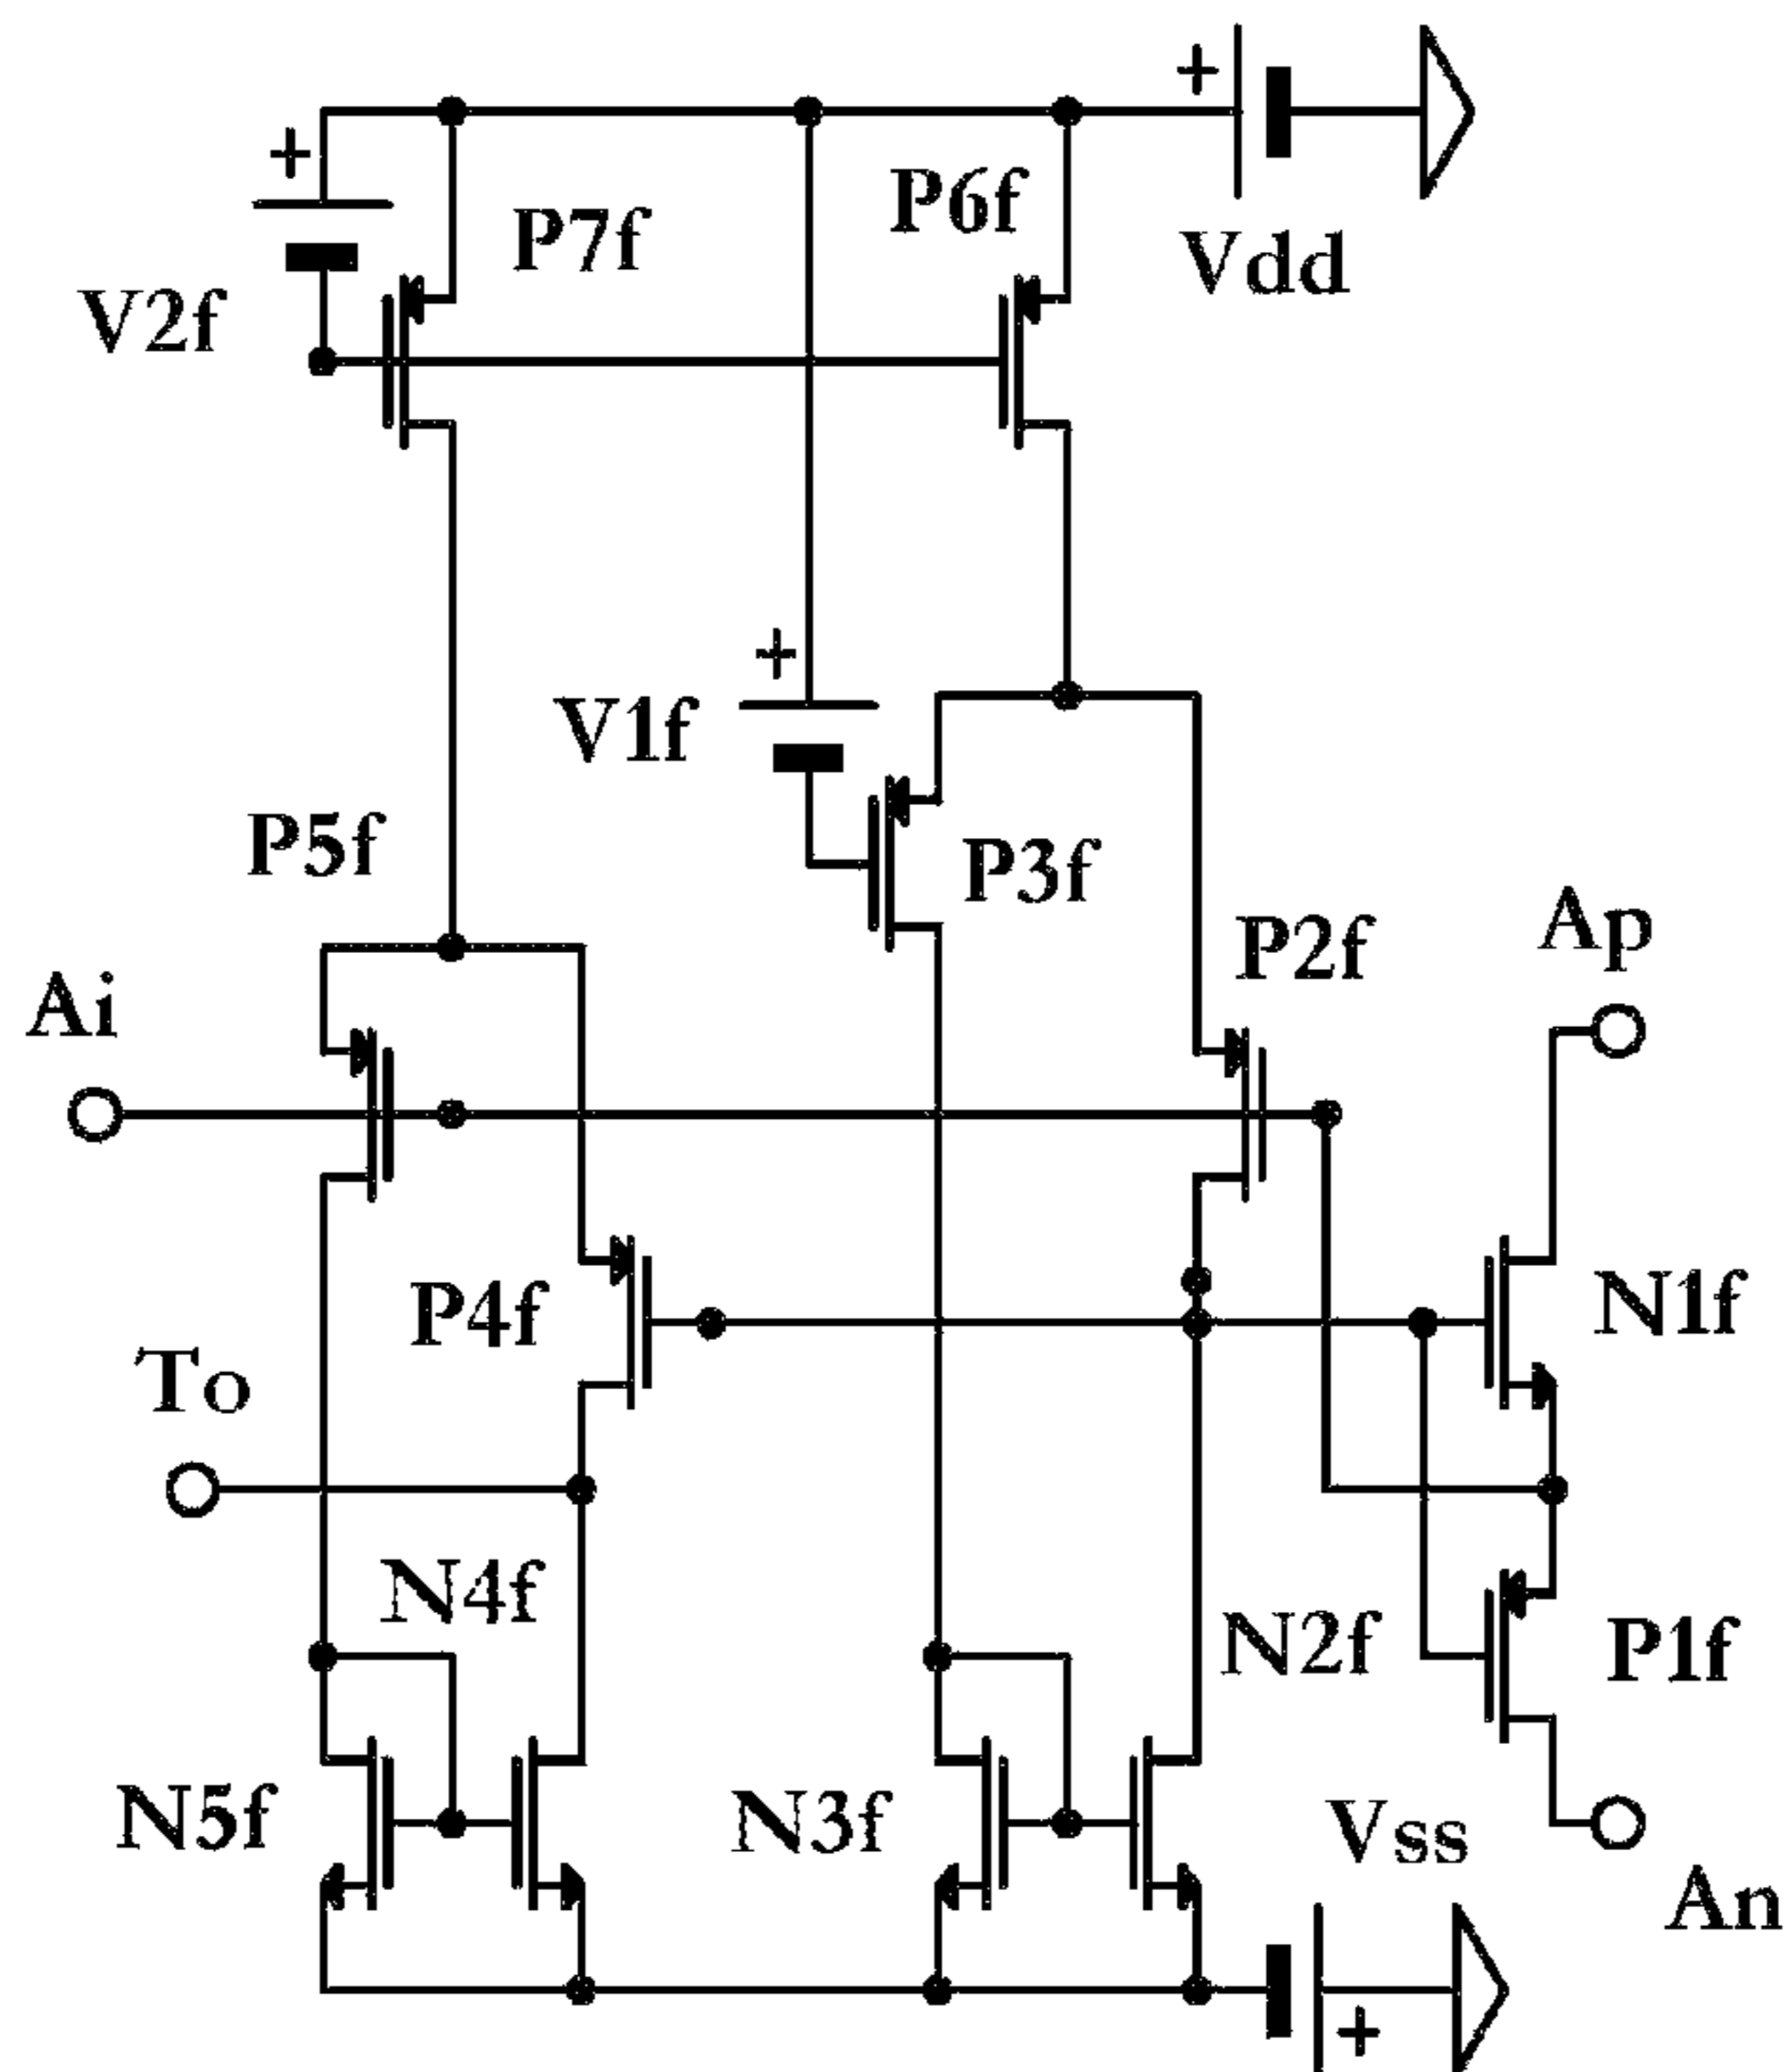 +
+
P6f
P7f
Vdd
V2f
+
V1f
P5f
P3f
Ap
P2f
Ai
P4f
N1f
To
N4f
N2f
P1f
N5f
N3f
Vss
An
+